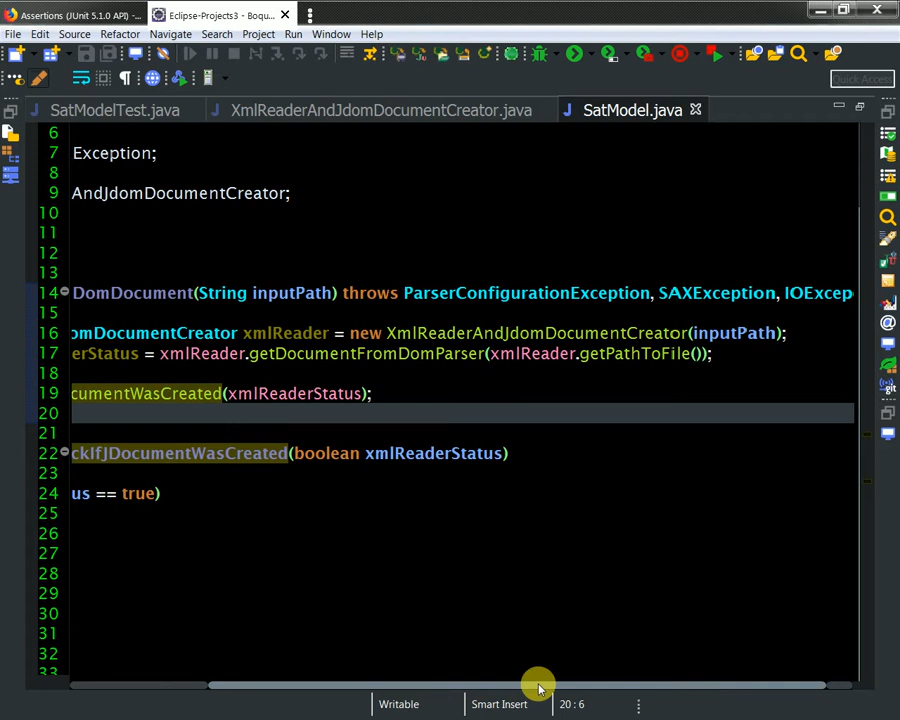 Assertions (JUnit 5.1.0 API) - ...
Eclipse-Projects3 - Boqu...
File Edit Source Refactor Navigate Search Project Run Window Help
Quick Access
SatModelTest.java XmlReaderAndJdomDocumentCreator.java SatModel.java
6
7 Exception;
8
9 AndJdomDocumentCreator;
10
11
12
13
14 DomDocument(String inputPath) throws ParserConfigurationException, SAXException, IOExcep
15
16 omDocumentCreator xmlReader = new XmlReaderAndJdomDocumentCreator(inputPath);
17 erStatus = xmlReader.getDocumentFromDomParser(xmlReader.getPathToFile());
18
19 cumentWasCreated(xmlReaderStatus);
20
21
22 ckIfJDocumentWasCreated(boolean xmlReaderStatus)
23
24 us == true)
25
26
27
28
29
30
31
32
33
Writable Smart Insert 20 : 6